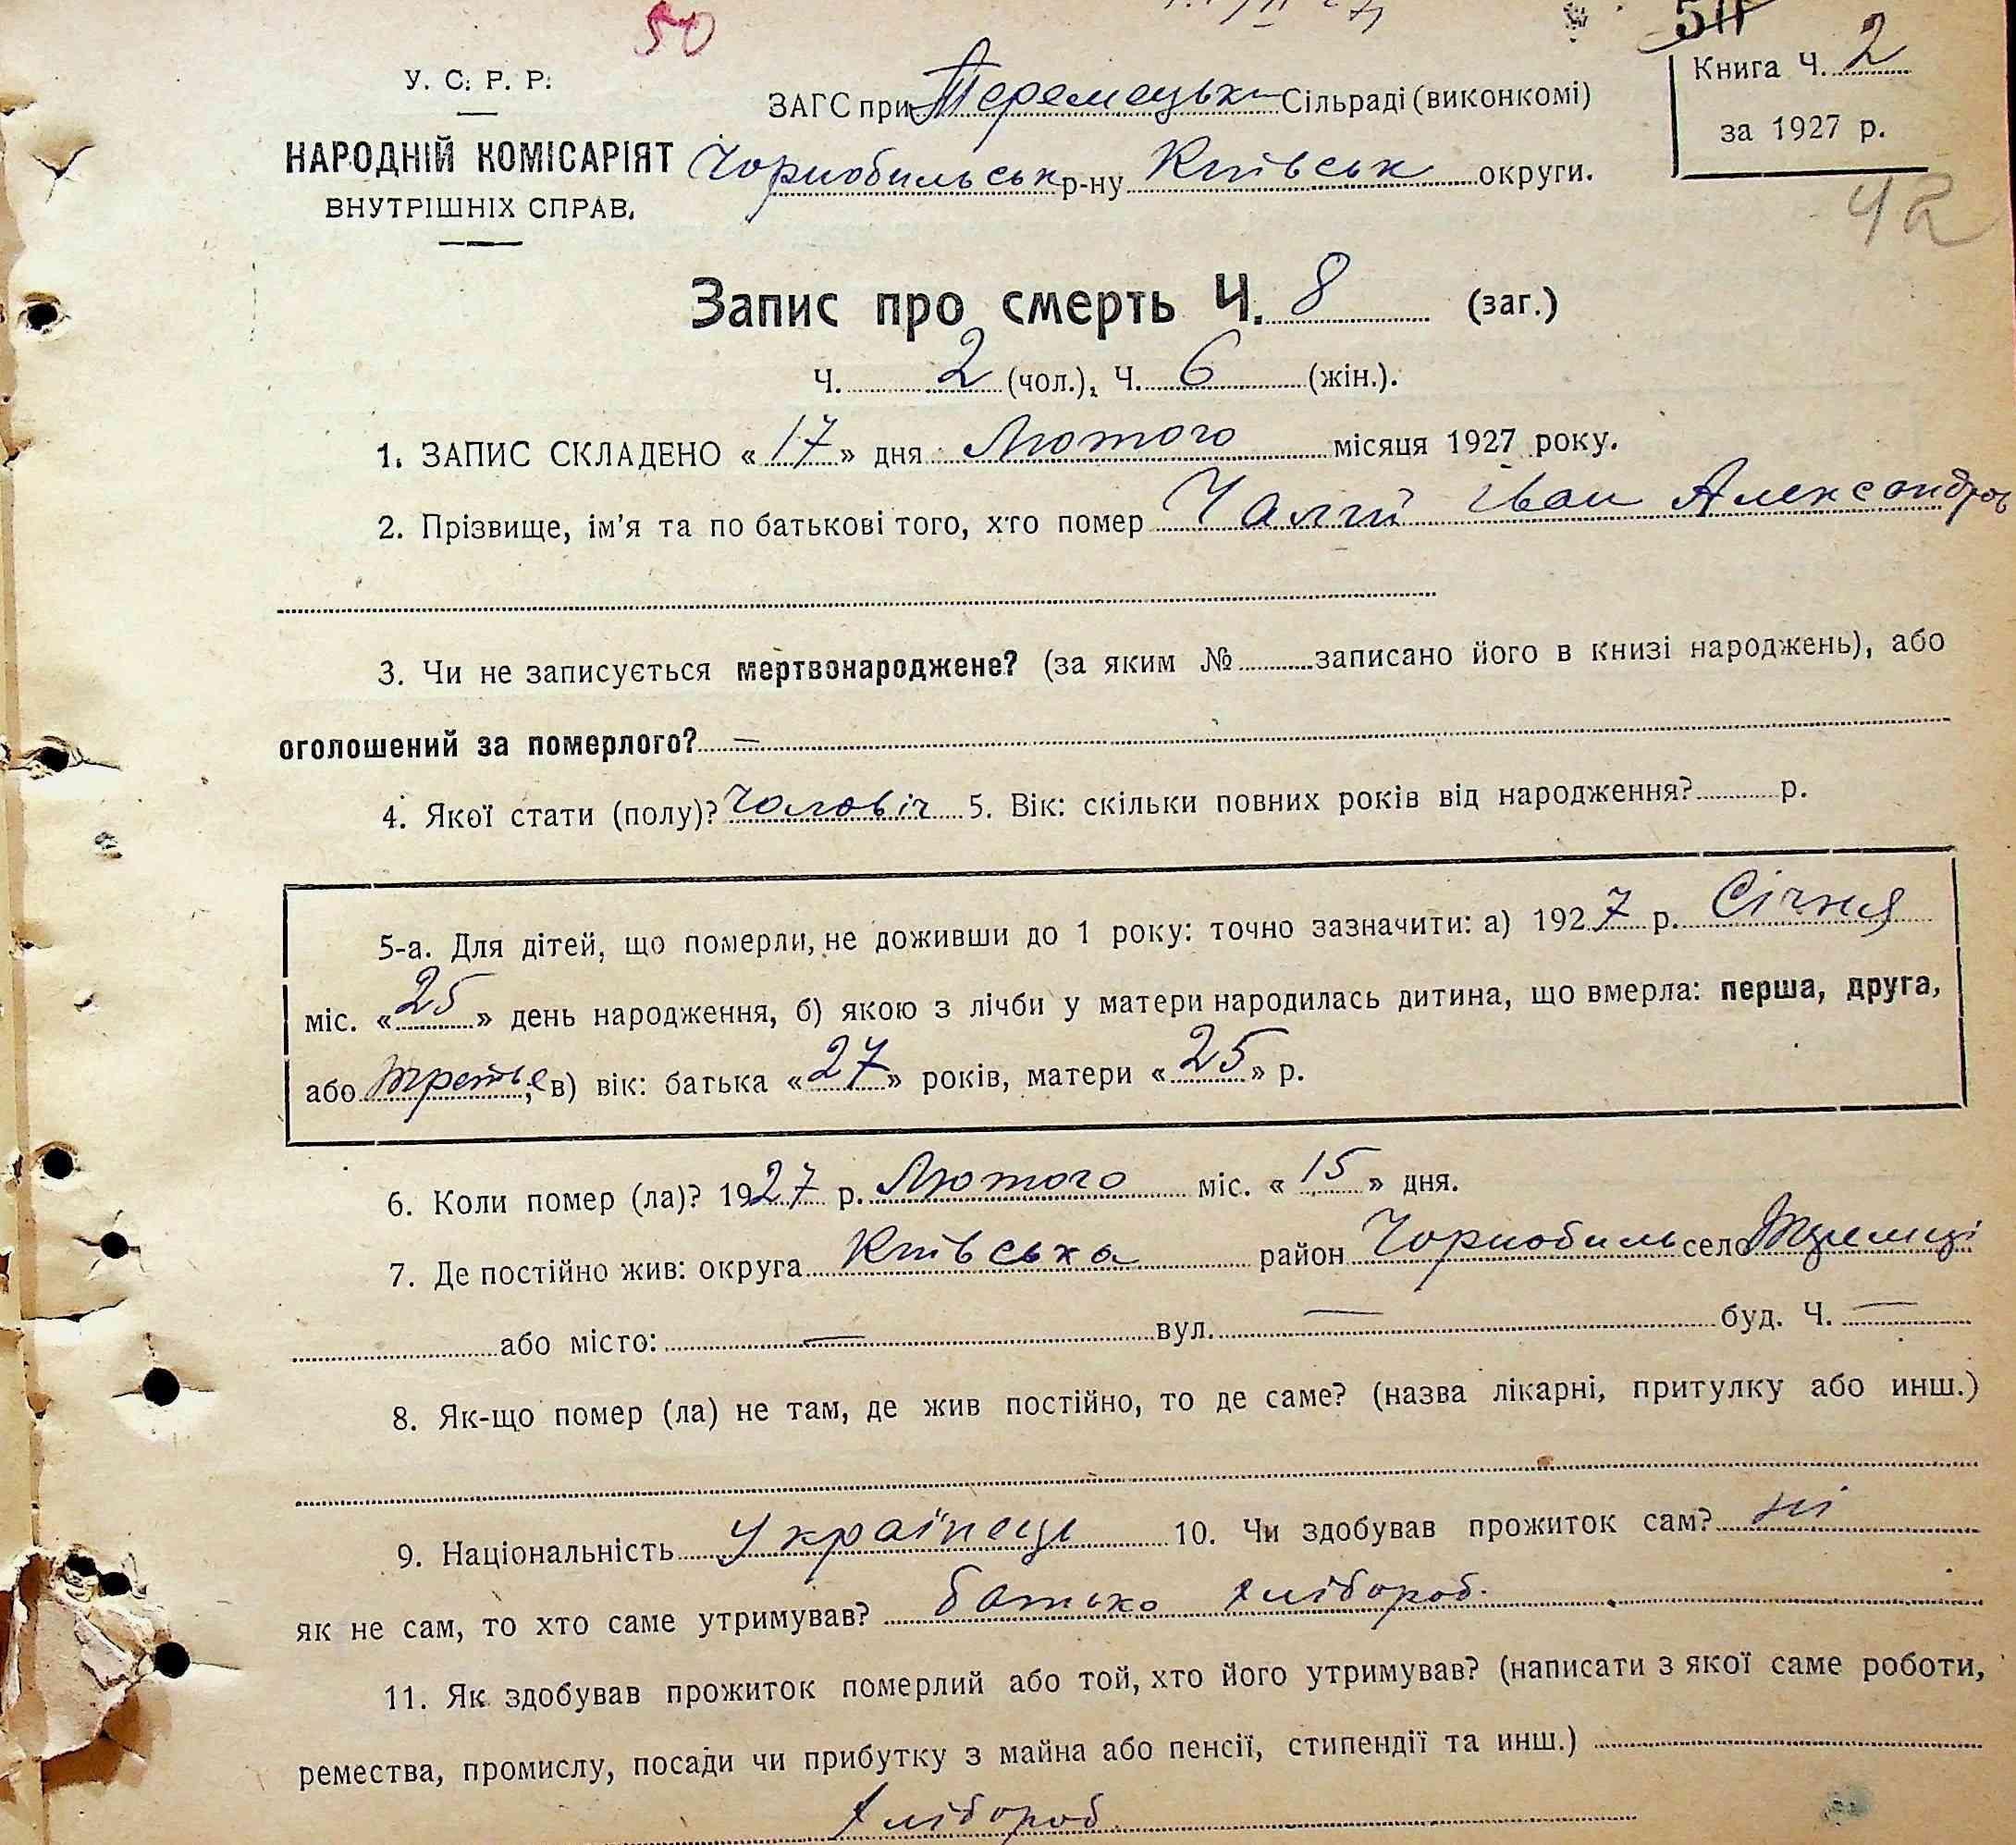 50
У. С. Р. Р.
НАРОДНІЙ КОМІСАРІЯТ
ВНУТРІШНІХ СПРАВ.
ЗАГС при Теремецьк Сільраді (виконкомі)
Чорнобильськ р-ну Київськ округи.
Книга Ч. 2
за 1927 р.
42
Запис про смерть Ч. 8 (заг.)
Ч. 2 (чол.), Ч. 6 (жін.).
1. ЗАПИС СКЛАДЕНО «17» дня Лютого місяця 1927 року.
2. Прізвище, ім’я та по батькові того, хто помер Чалий Іван Александров
3. Чи не записується мертвонароджене? (за яким № записано його в книзі народжень), або
оголошений за померлого? —
4. Якої стати (полу)? чоловіч 5. Вік: скільки повних років від народження? р.
5-а. Для дітей, що померли, не доживши до 1 року: точно зазначити: а) 1927 р. Січня
міс. «25» день народження, б) якою з лічби у матери народилась дитина, що вмерла: перша, друга,
або третье, в) вік: батька «27» років, матери «25» р.
6. Коли помер (ла)? 1927 р. Лютого міс. «15» дня.
7. Де постійно жив: округа Київська район Чорнобиль село
або місто: — вул. — буд. Ч. —
8. Як-що помер (ла) не там, де жив постійно, то де саме? (назва лікарні, притулку або инш.)
9. Національність Українець 10. Чи здобував прожиток сам? ні
як не сам, то хто саме утримував? батько хлібороб.
11. Як здобував прожиток померлий або той, хто його утримував? (написати з якої саме роботи,
ремества, промислу, посади чи прибутку з майна або пенсії, стипендії та инш.)
хлібороб